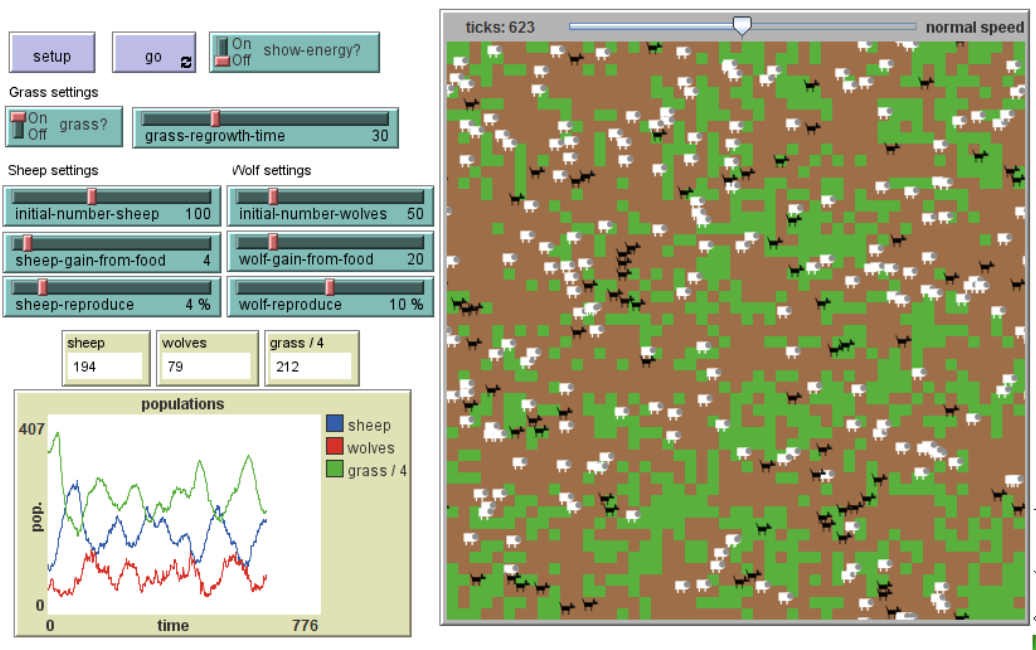 setup
go
On
Off
show-energy?
Grass settings
On
Off
grass?
grass-regrowth-time 30
Sheep settings
Wolf settings
initial-number-sheep 100
initial-number-wolves 50
sheep-gain-from-food 4
wolf-gain-from-food 20
sheep-reproduce 4 %
wolf-reproduce 10 %
sheep
194
wolves
79
grass / 4
212
populations
407
pop.
0
0
time
776
sheep
wolves
grass / 4
ticks: 623
normal speed